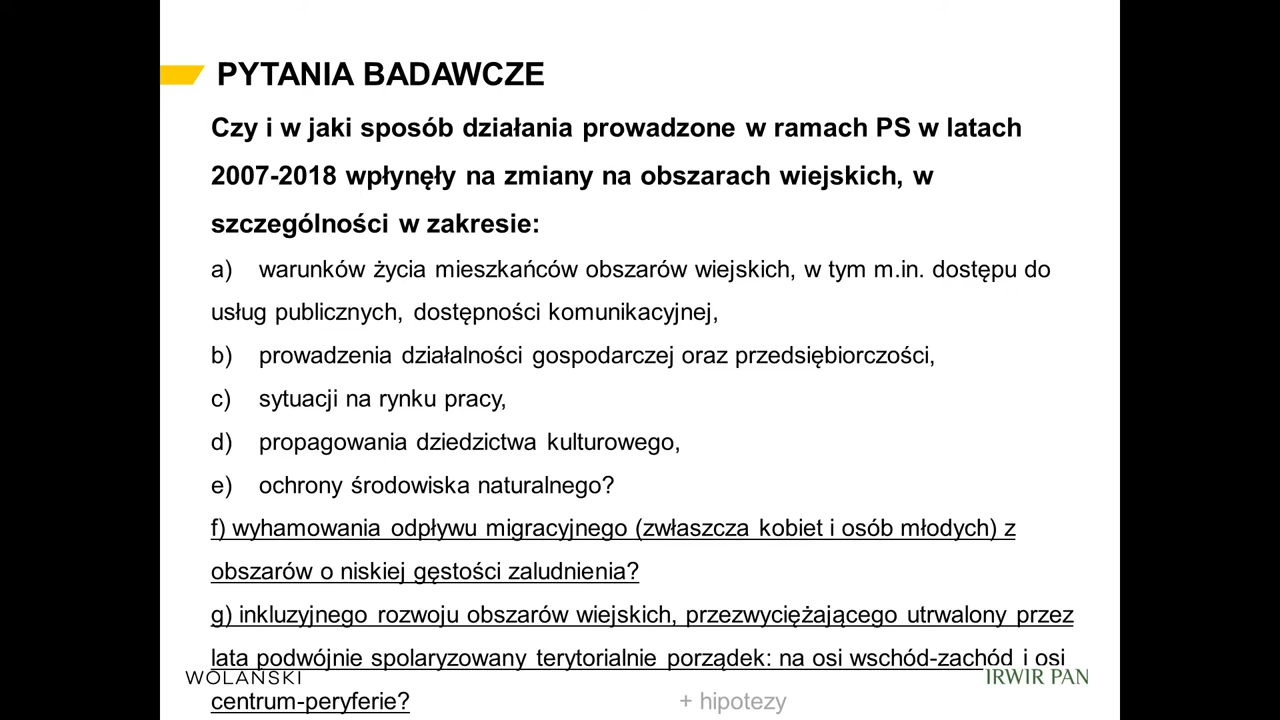 PYTANIA BADAWCZE
Czy i w jaki sposób działania prowadzone w ramach PS w latach
2007-2018 wpłynęły na zmiany na obszarach wiejskich, w
szczególności w zakresie:
a) warunków życia mieszkańców obszarów wiejskich, w tym m.in. dostępu do
usług publicznych, dostępności komunikacyjnej,
b) prowadzenia działalności gospodarczej oraz przedsiębiorczości,
c) sytuacji na rynku pracy,
d) propagowania dziedzictwa kulturowego,
e) ochrony środowiska naturalnego?
f) wyhamowania odpływu migracyjnego (zwłaszcza kobiet i osób młodych) z
obszarów o niskiej gęstości zaludnienia?
g) inkluzyjnego rozwoju obszarów wiejskich, przezwyciężającego utrwalony przez
lata podwójnie spolaryzowany terytorialnie porządek: na osi wschód-zachód i osi
WOLAŃSKI
IRWIR PAN
centrum-peryferie?
+ hipotezy